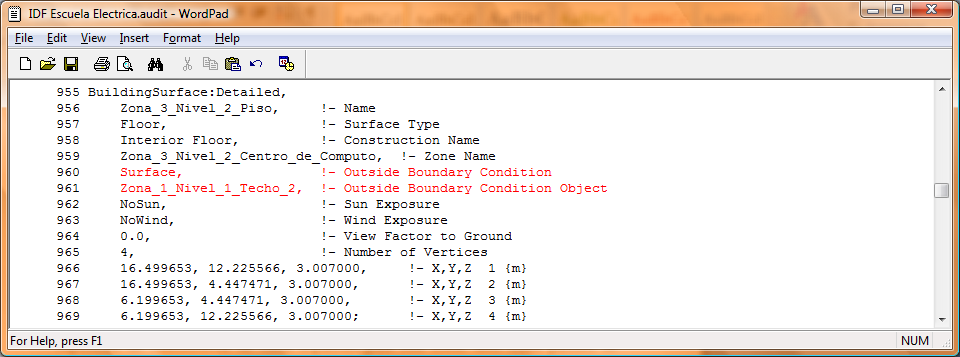 IDF Escuela Electrica.audit - WordPad
File Edit View Insert Format Help
955 BuildingSurface:Detailed,
956 Zona_3_Nivel_2_Piso, !- Name
957 Floor, !- Surface Type
958 Interior Floor, !- Construction Name
959 Zona_3_Nivel_2_Centro_de_Computo, !- Zone Name
960 Surface, !- Outside Boundary Condition
961 Zona_1_Nivel_1_Techo_2, !- Outside Boundary Condition Object
962 NoSun, !- Sun Exposure
963 NoWind, !- Wind Exposure
964 0.0, !- View Factor to Ground
965 4, !- Number of Vertices
966 16.499653, 12.225566, 3.007000, !- X,Y,Z 1 {m}
967 16.499653, 4.447471, 3.007000, !- X,Y,Z 2 {m}
968 6.199653, 4.447471, 3.007000, !- X,Y,Z 3 {m}
969 6.199653, 12.225566, 3.007000; !- X,Y,Z 4 {m}
For Help, press F1 NUM